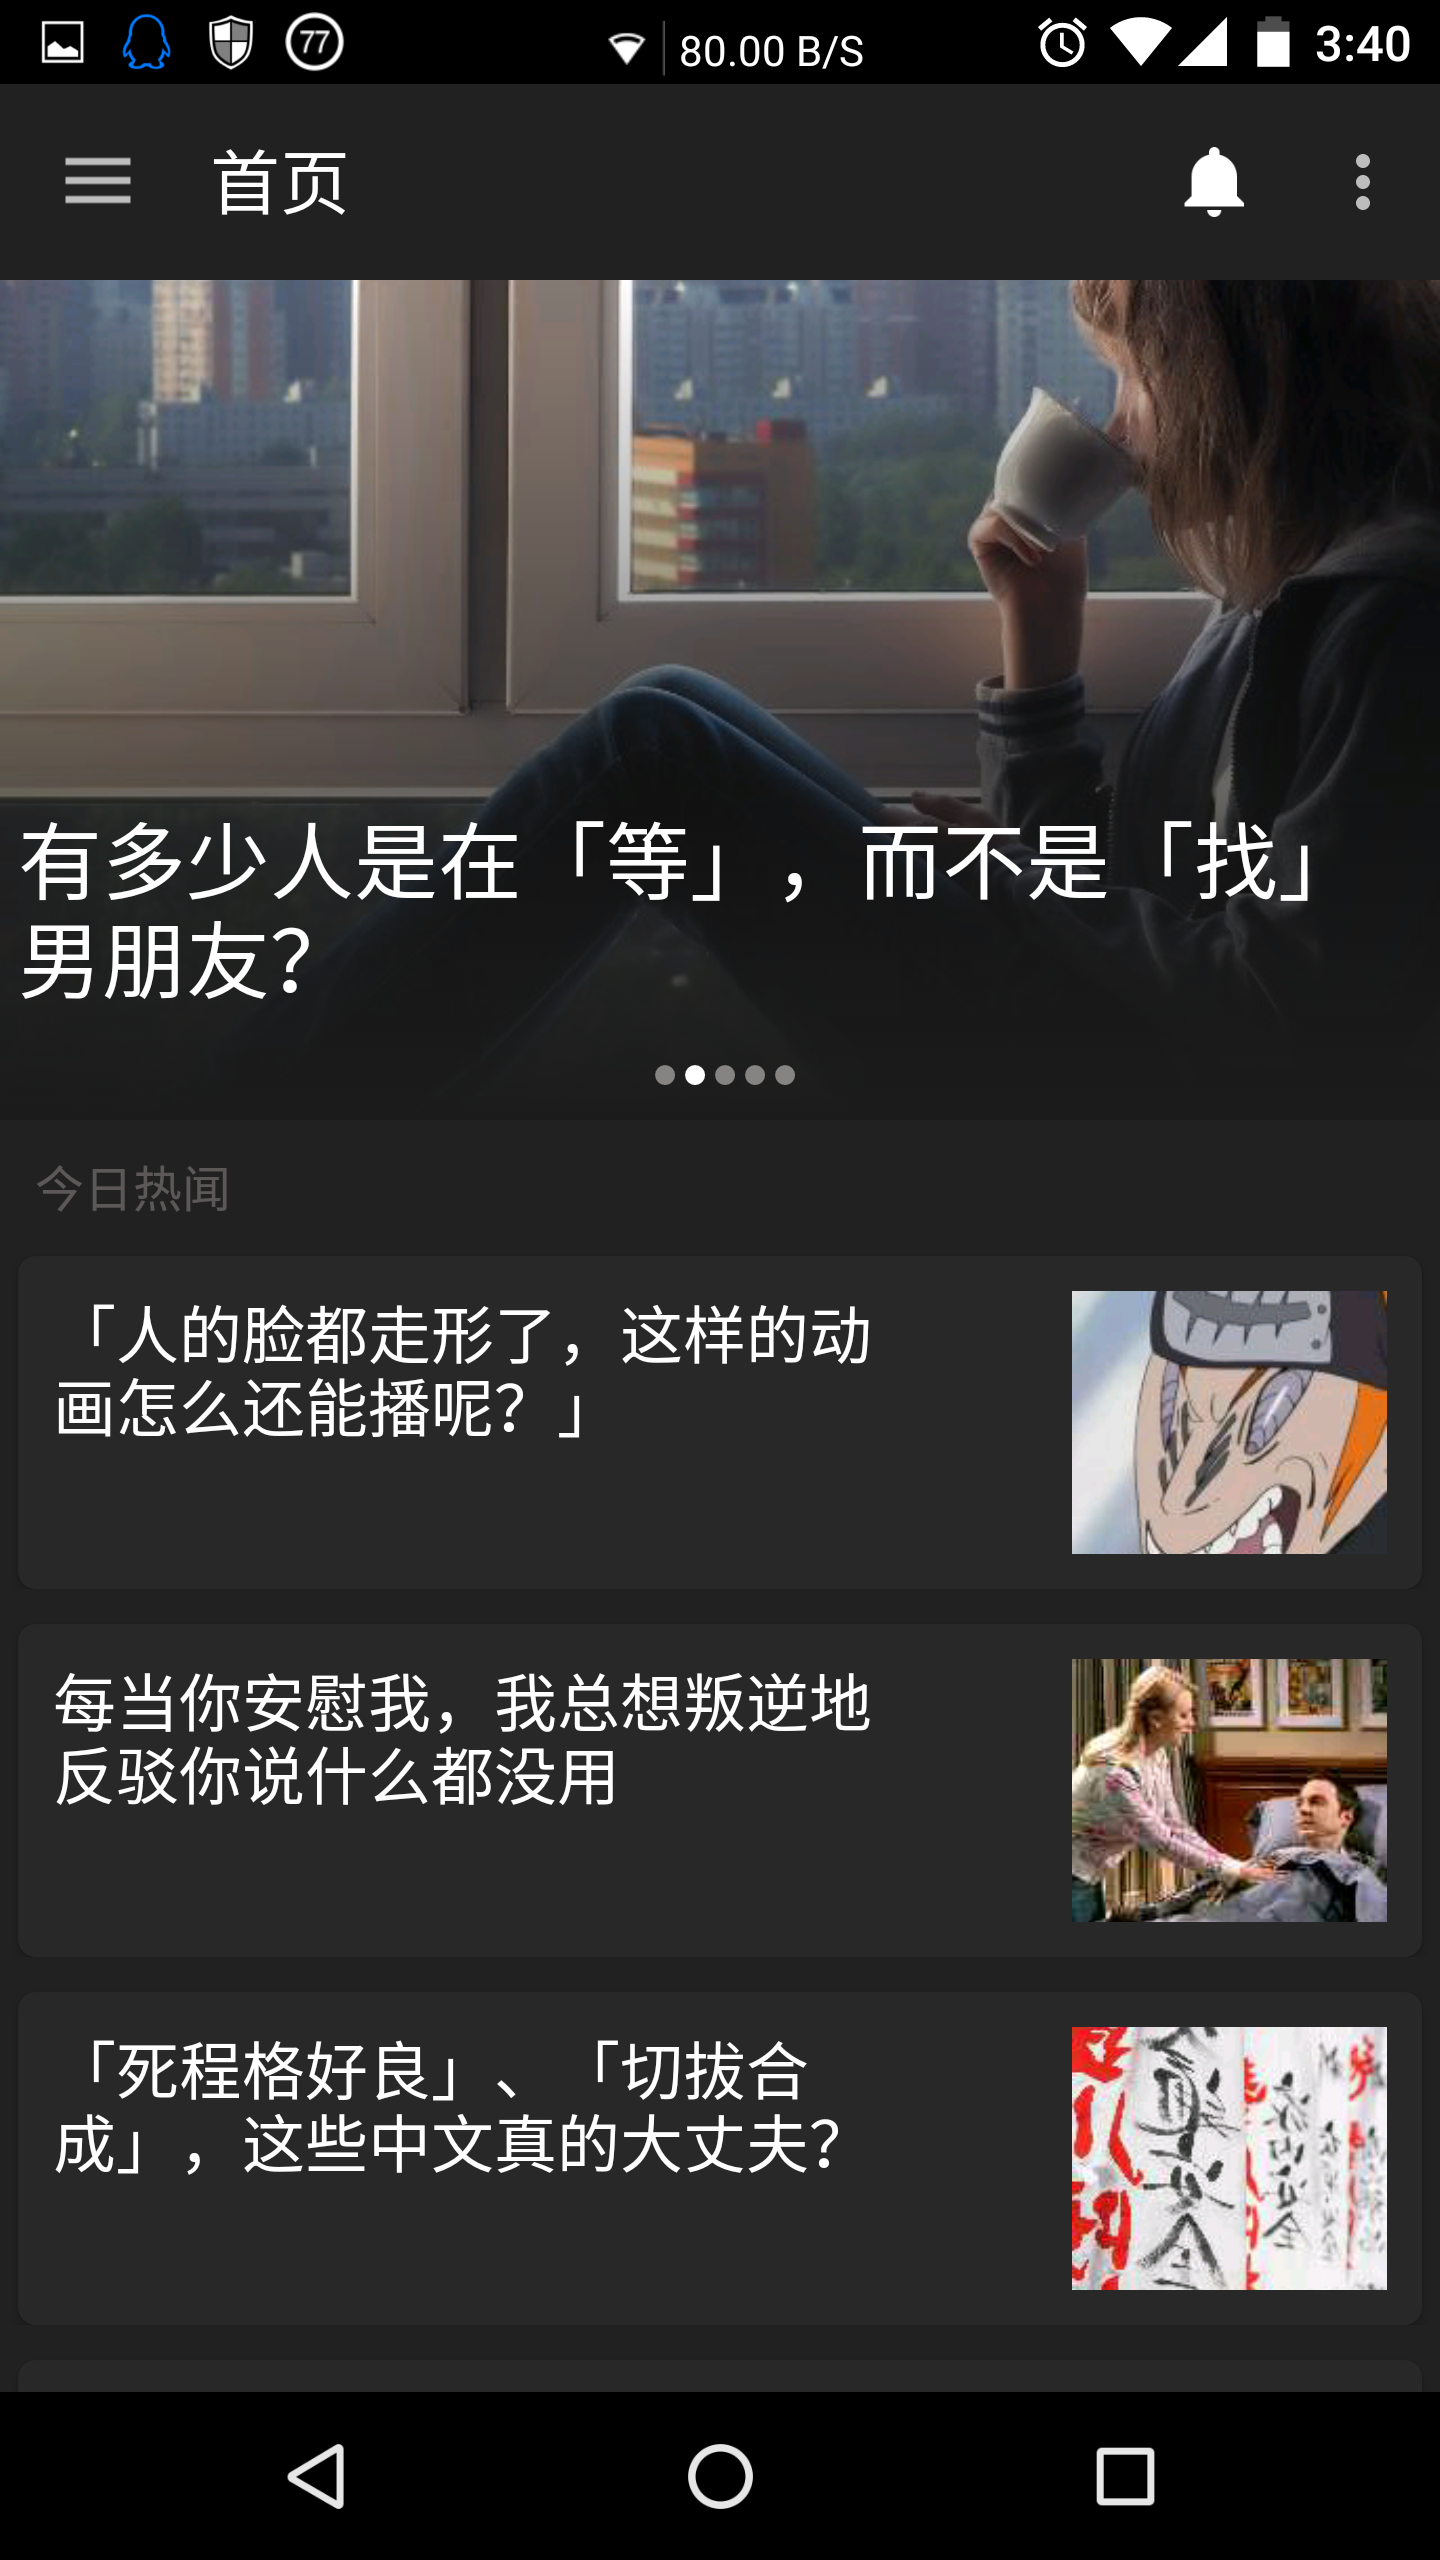 77
80.00 B/S
3:40
首页
有多少人是在「等」，而不是「找」
男朋友？
今日热闻
「人的脸都走形了，这样的动
画怎么还能播呢？」
每当你安慰我，我总想叛逆地
反驳你说什么都没用
「死程格好良」、「切拔合
成」，这些中文真的大丈夫？